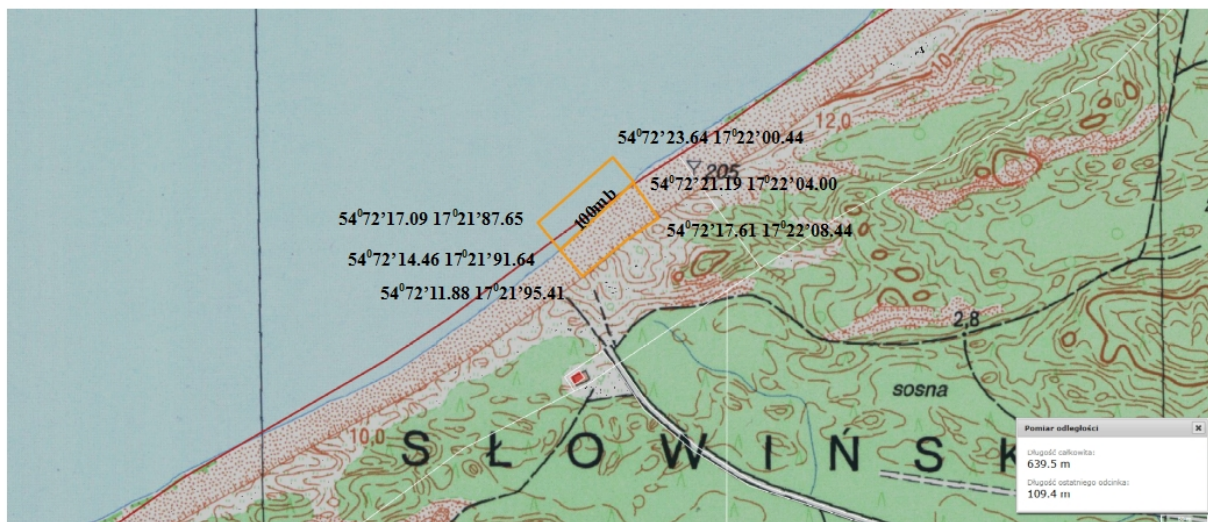 10
12,0
54⁰72'23.64 17⁰22'00.44
205
54⁰72'21.19 17⁰22'04.00
100mb
54⁰72'17.09 17⁰21'87.65
54⁰72'17.61 17⁰22'08.44
54⁰72'14.46 17⁰21'91.64
54⁰72'11.88 17⁰21'95.41
2,8
sosna
10,0
SŁOWIŃSK
Pomiar odległości
Długość całkowita:
639.5 m
Długość ostatniego odcinka:
109.4 m